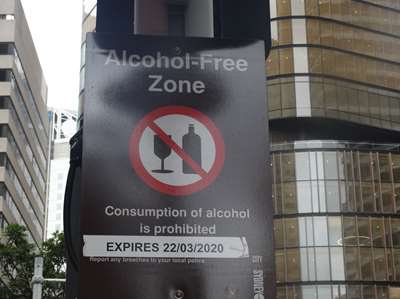 Alcohol-Free
Zone
Consumption of alcohol
is prohibited
EXPIRES 22/03/2020
Report any breaches to your local police
CITY